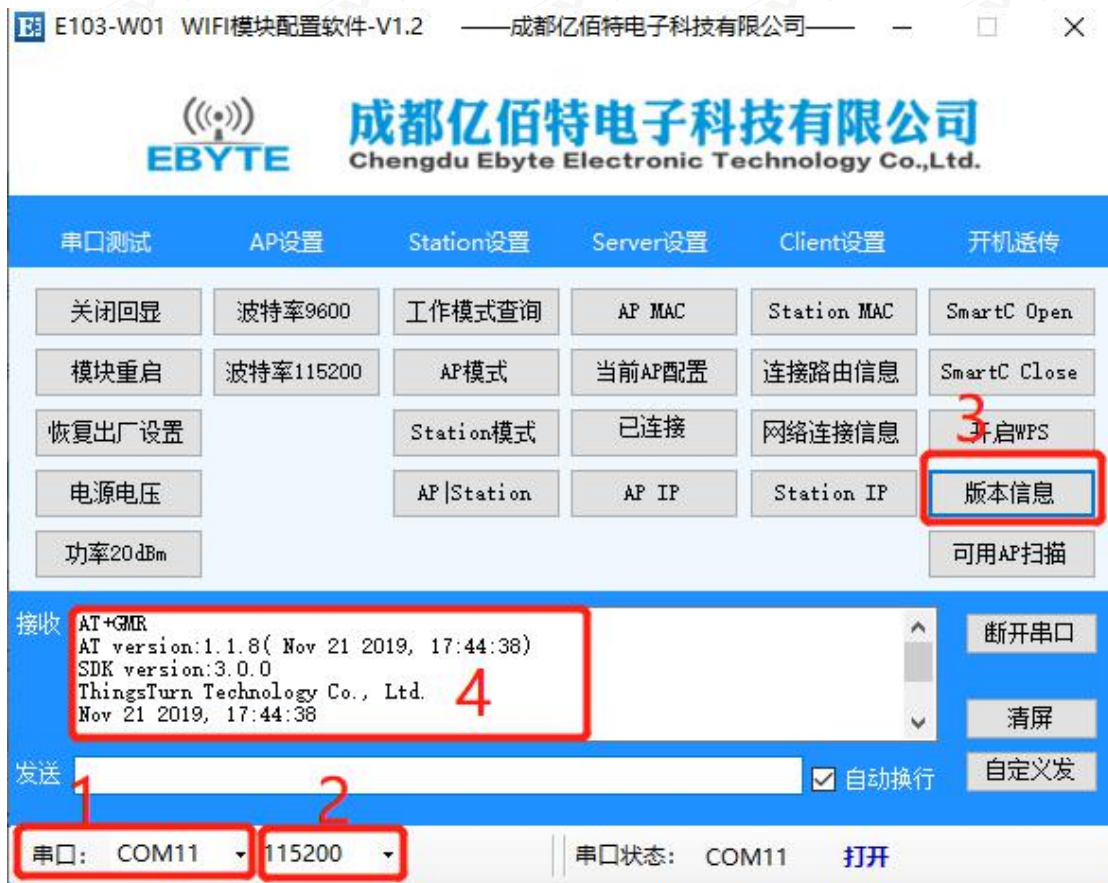 E103-W01 WIFI模块配置软件-V1.2 ——成都亿佰特电子科技有限公司——
EBYTE
成都亿佰特电子科技有限公司
Chengdu Ebyte Electronic Technology Co.,Ltd.
串口测试 AP设置 Station设置 Server设置 Client设置 开机透传
关闭回显 波特率9600 工作模式查询 AP MAC Station MAC SmartC Open
模块重启 波特率115200 AP模式 当前AP配置 连接路由信息 SmartC Close
恢复出厂设置 Station模式 已连接 网络连接信息 开启WPS
3
电源电压 AP|Station AP IP Station IP 版本信息
功率20dBm 可用AP扫描
接收
AT+GMR
AT version:1.1.8( Nov 21 2019, 17:44:38)
SDK version:3.0.0
ThingsTurn Technology Co., Ltd.
Nov 21 2019, 17:44:38
4
断开串口
清屏
发送 自动换行 自定义发
1 2
串口: COM11 115200 串口状态: COM11 打开